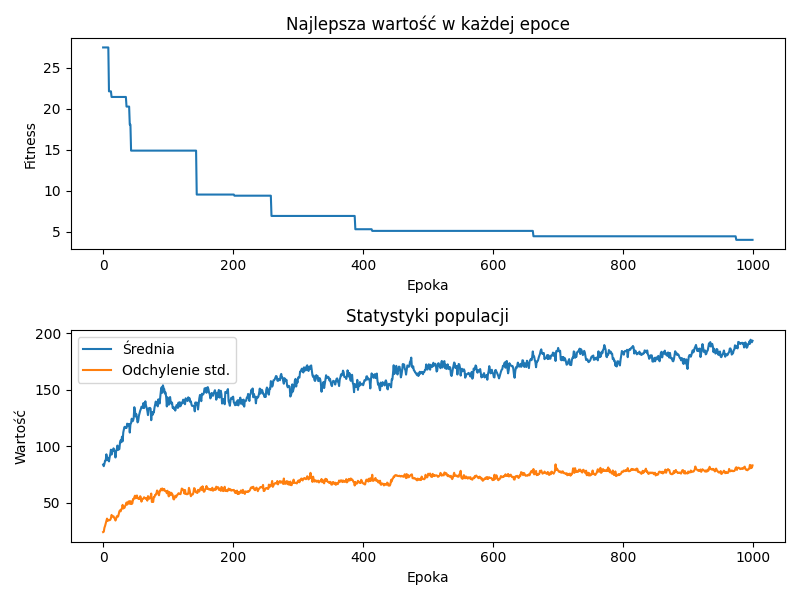 Najlepsza wartość w każdej epoce
Fitness
25
20
15
10
5
0 200 400 600 800 1000
Epoka
Statystyki populacji
Wartość
200
150
100
50
Średnia
Odchylenie std.
0 200 400 600 800 1000
Epoka